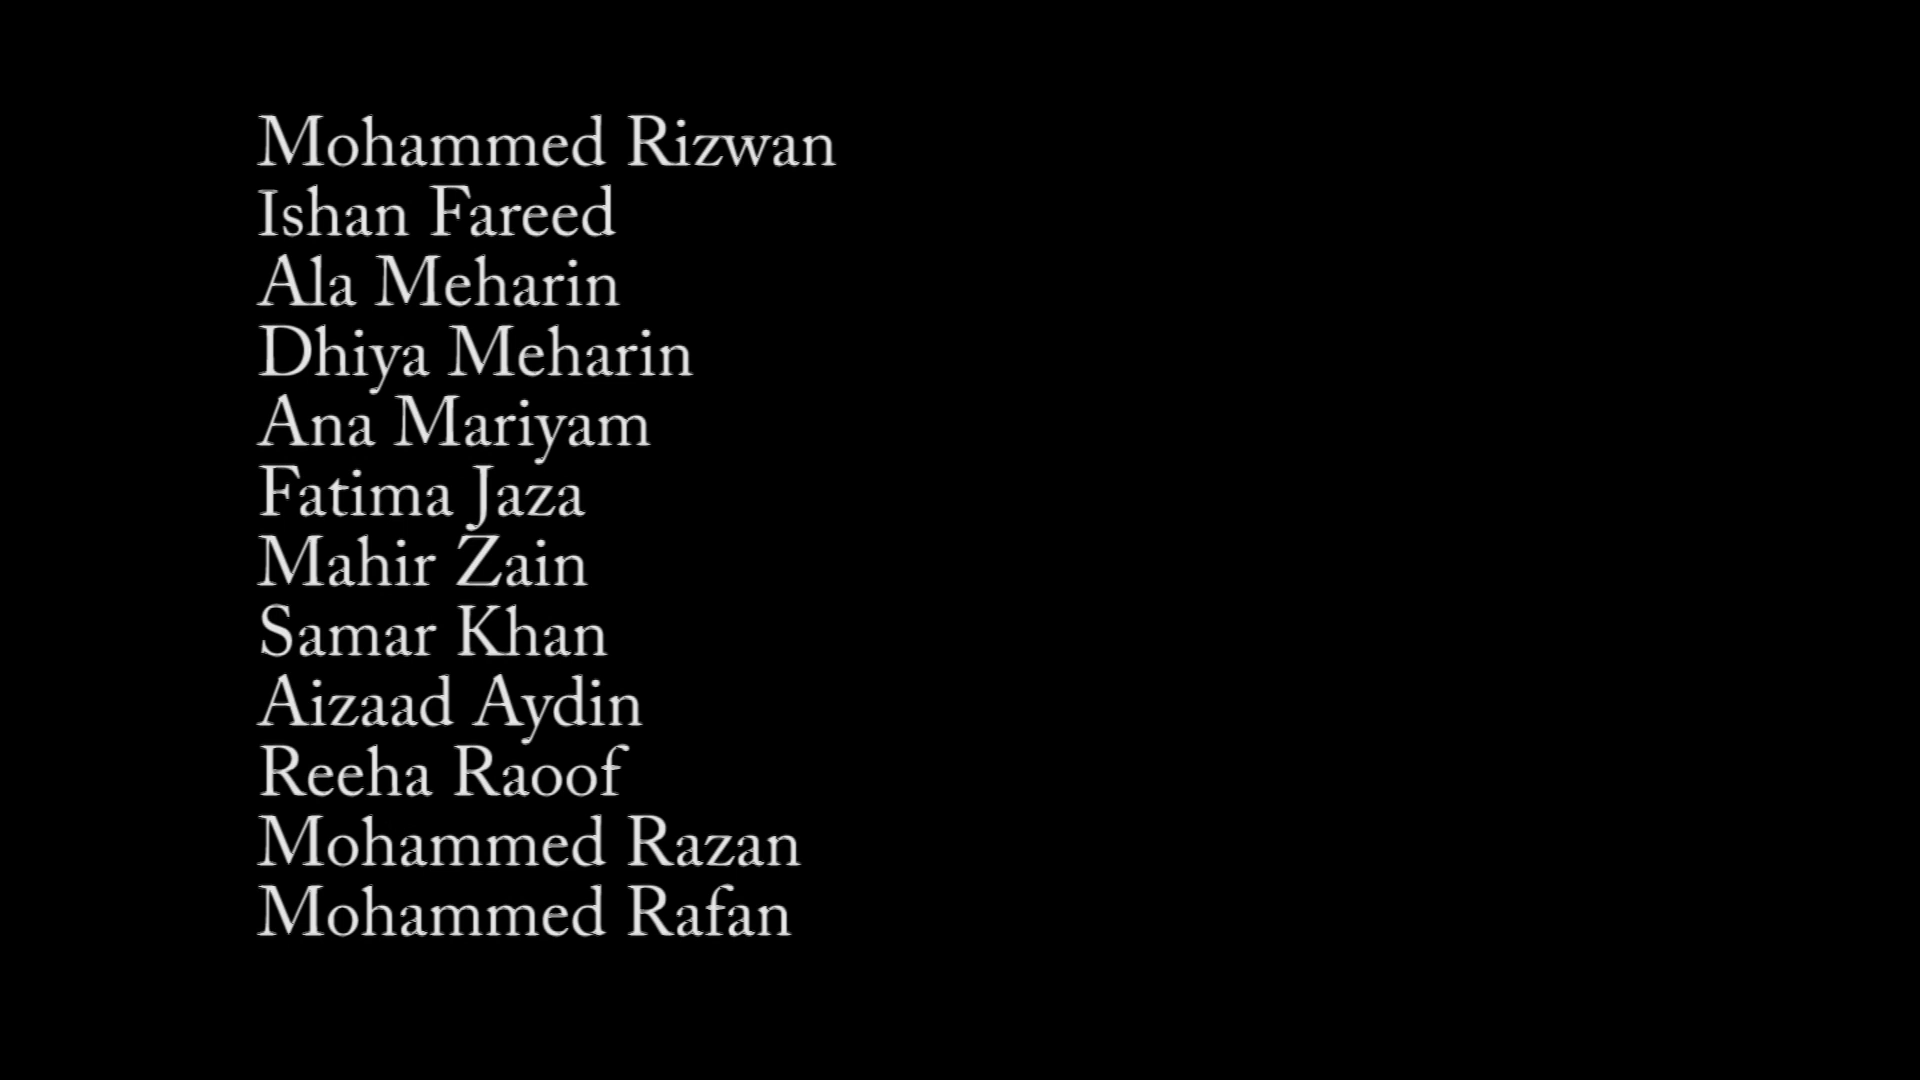 Mohammed Rizwan
Ishan Fareed
Ala Meharin
Dhiya Meharin
Ana Mariyam
Fatima Jaza
Mahir Zain
Samar Khan
Aizaad Aydin
Reeha Raoof
Mohammed Razan
Mohammed Rafan